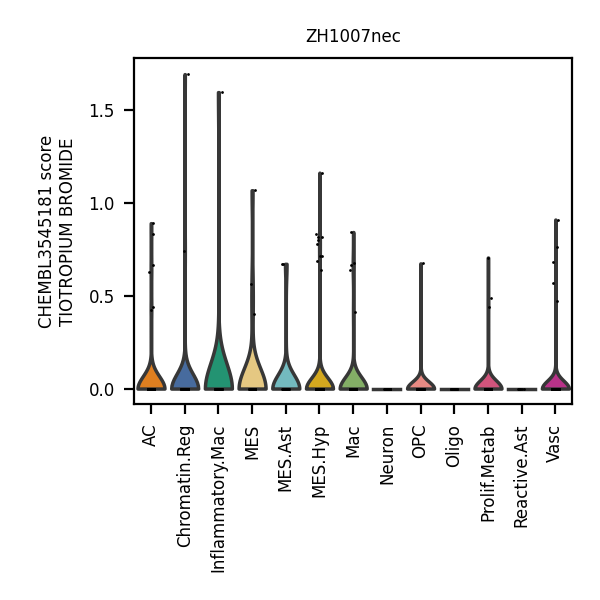 ZH1007nec
CHEMBL3545181 score
TIOTROPIUM BROMIDE
1.5
1.0
0.5
0.0
AC
Chromatin.Reg
Inflammatory.Mac
MES
MES.Ast
MES.Hyp
Mac
Neuron
OPC
Oligo
Prolif.Metab
Reactive.Ast
Vasc